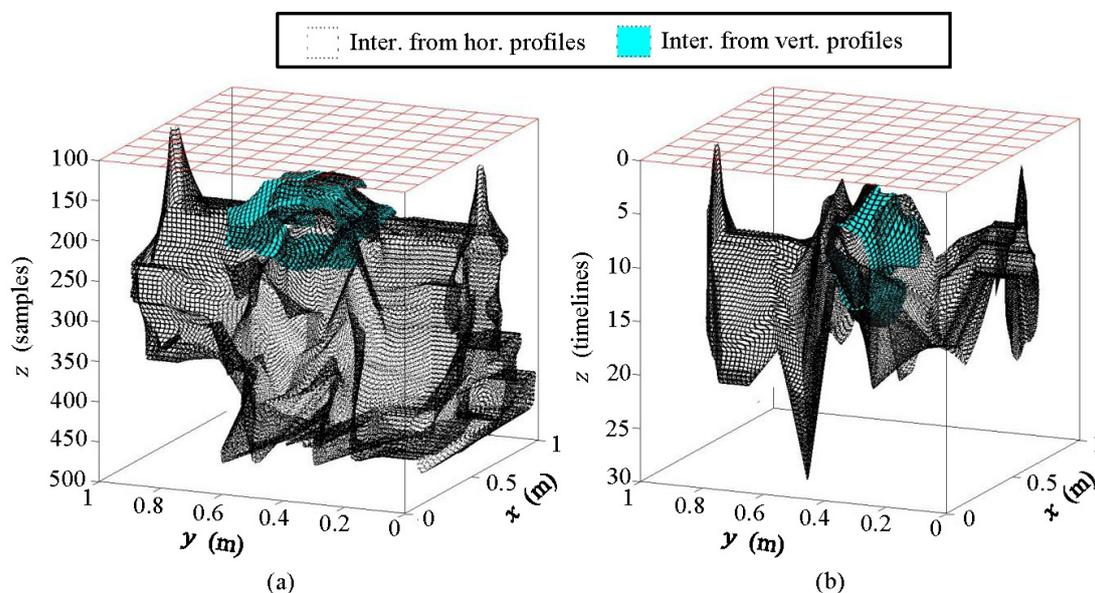 Inter. from hor. profiles Inter. from vert. profiles
100
150
200
250
300
350
400
450
500
z (samples)
1 0.8 0.6 0.4 0.2 0
y (m)
0 0.5 1
x (m)
(a)
0
5
10
15
20
25
30
z (timelines)
1 0.8 0.6 0.4 0.2 0
y (m)
0 0.5 1
x (m)
(b)